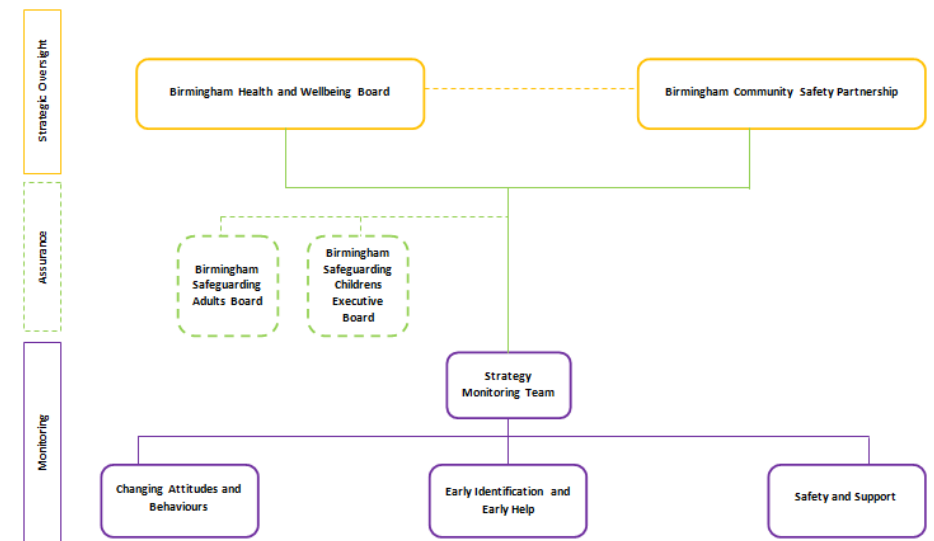 Strategic Oversight
Birmingham Health and Wellbeing Board
Birmingham Community Safety Partnership
Assurance
Birmingham
Safeguarding
Adults Board
Birmingham
Safeguarding
Childrens
Executive
Board
Monitoring
Strategy
Monitoring Team
Changing Attitudes and
Behaviours
Early Identification and
Early Help
Safety and Support